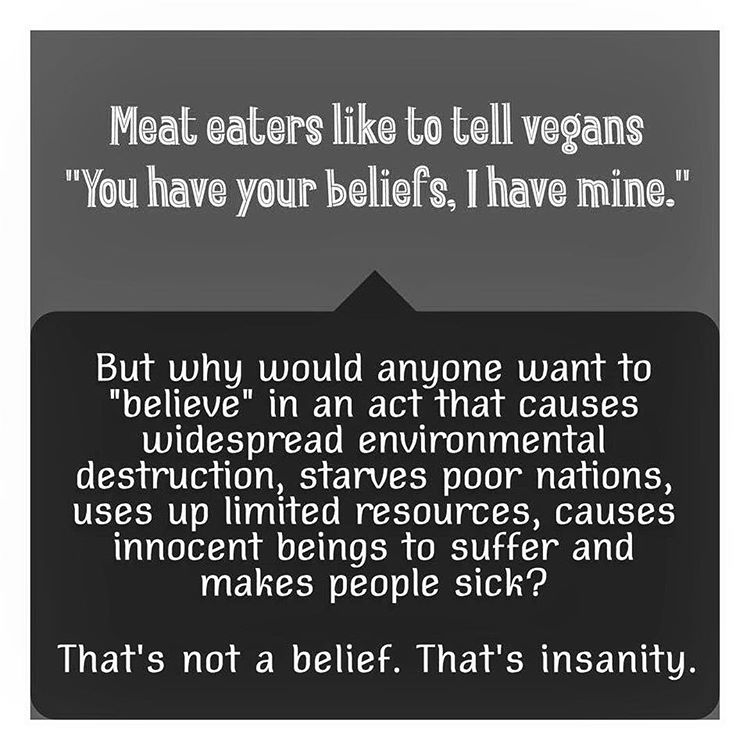 Meat eaters like to tell vegans
"You have your beliefs, I have mine."
But why would anyone want to
"believe" in an act that causes
widespread environmental
destruction, starves poor nations,
uses up limited resources, causes
innocent beings to suffer and
makes people sick?
That's not a belief. That's insanity.